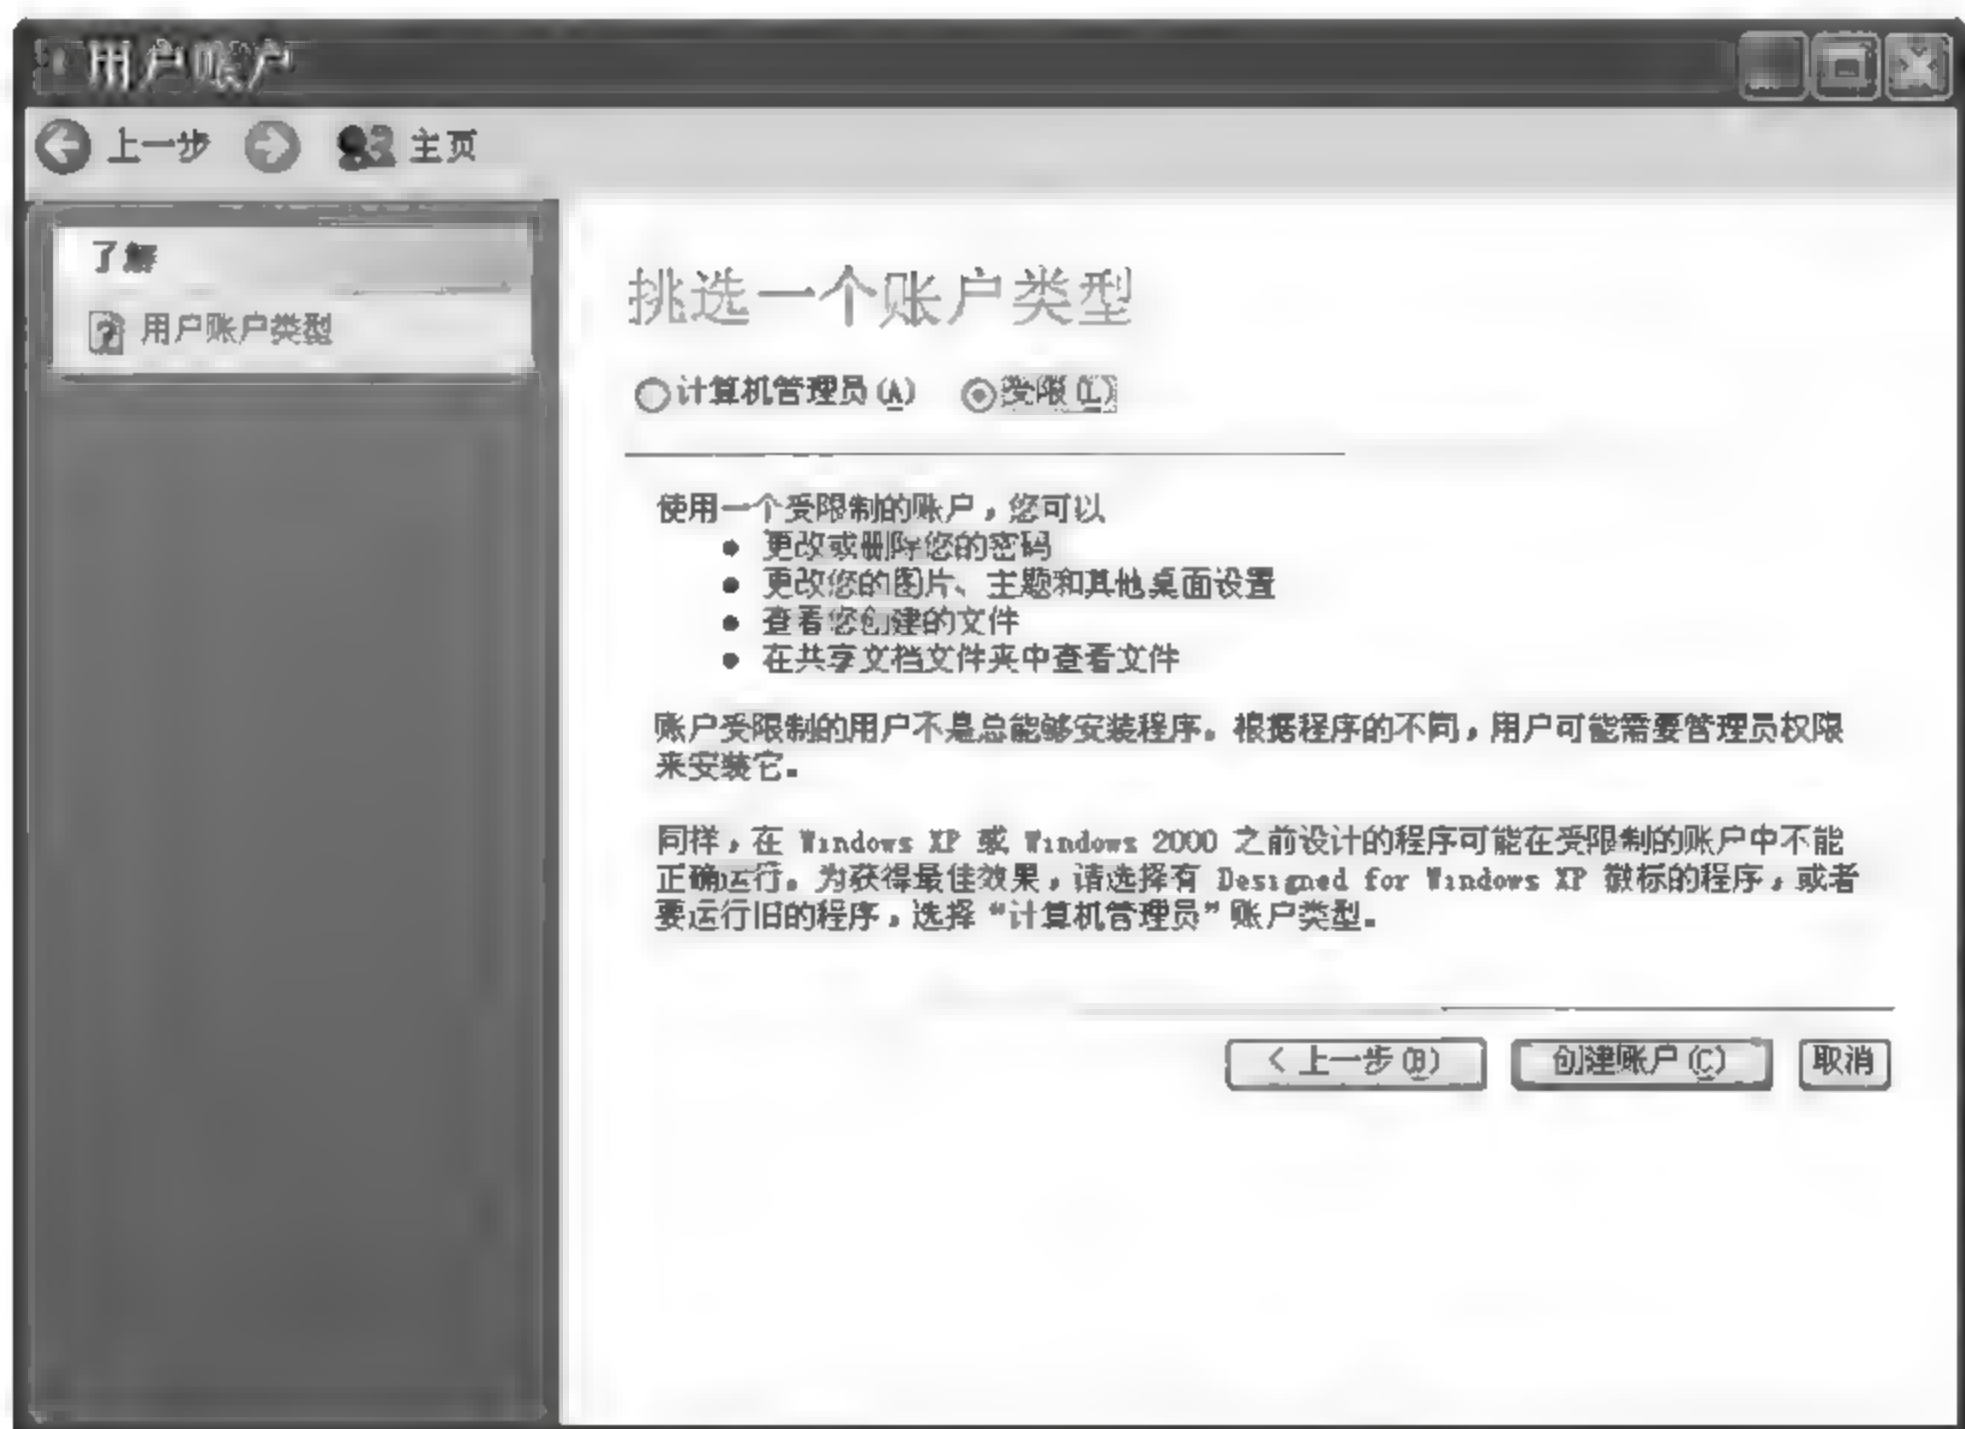 用户账户
上一步 主页
了解
用户账户类型
挑选一个账户类型
计算机管理员(A) 受限(L)
使用一个受限制的账户，您可以
● 更改或删除您的密码
● 更改您的图片、主题和其他桌面设置
● 查看您创建的文件
● 在共享文档文件夹中查看文件
账户受限制的用户不是总能够安装程序。根据程序的不同，用户可能需要管理员权限
来安装它。
同样，在 Windows XP 或 Windows 2000 之前设计的程序可能在受限制的账户中不能
正确运行。为获得最佳效果，请选择有 Designed for Windows XP 徽标的程序，或者
要运行旧的程序，选择“计算机管理员”账户类型。
< 上一步(B) 创建账户(C) 取消